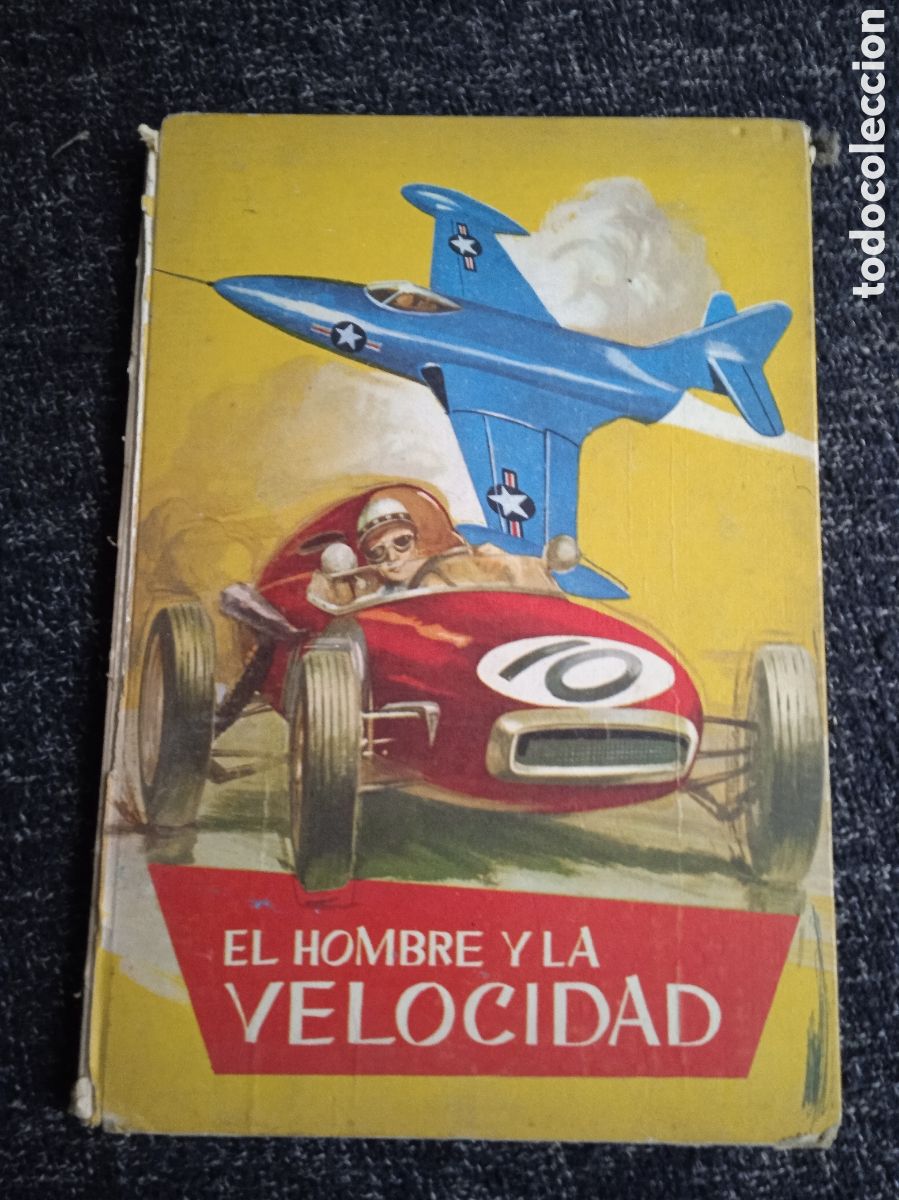 todocoleccion
10
EL HOMBRE Y LA
VELOCIDAD